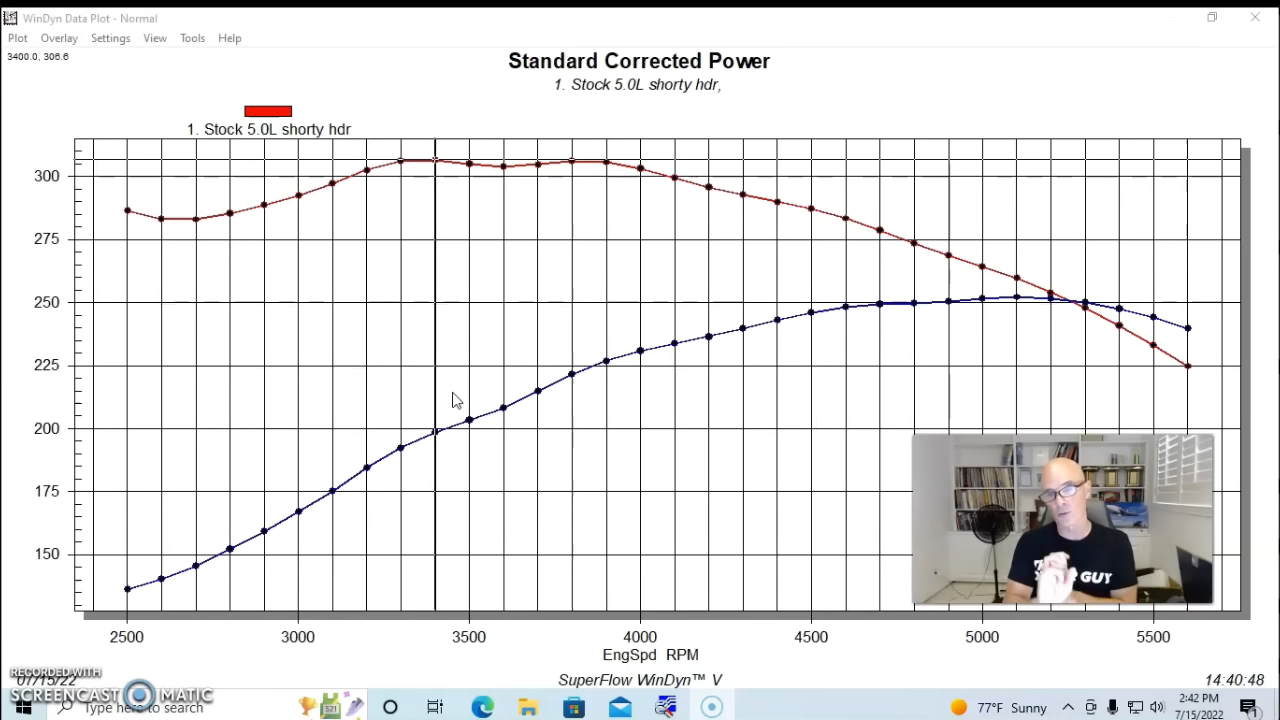 WinDyn Data Plot - Normal
Plot Overlay Settings View Tools Help
3400.0, 306.6
Standard Corrected Power
1. Stock 5.0L shorty hdr,
1. Stock 5.0L shorty hdr
300
275
250
225
200
175
150
2500 3000 3500 4000 4500 5000 5500
EngSpd RPM
GUY
RECORDED WITH
07/15/22 SuperFlow WinDyn™ V 14:40:48
SCREENCAST MATIC
Type here to search
521
77°F Sunny
2:42 PM
7/15/2022
1